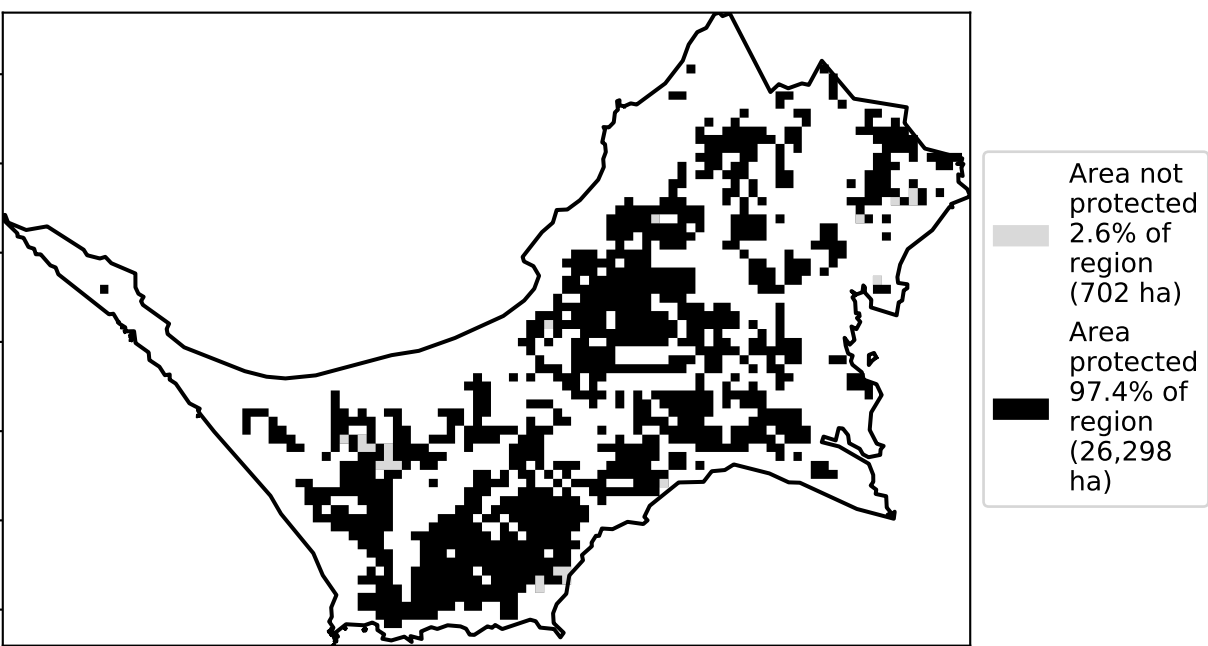 Area not
protected
2.6% of
region
(702 ha)
Area
protected
97.4% of
region
(26,298
ha)